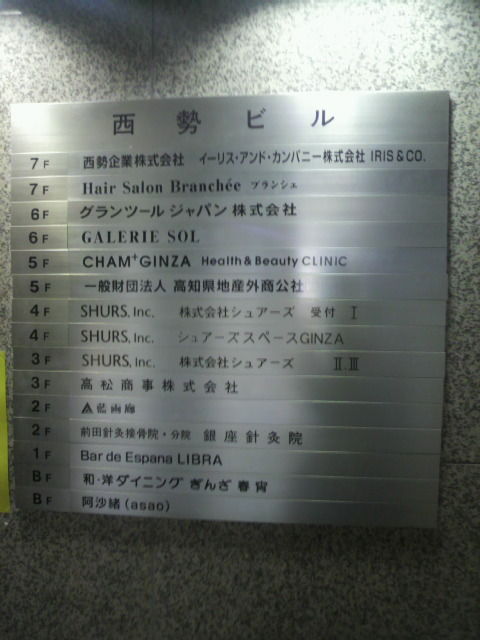 西勢ビル
7F 西勢企業株式会社 イーリス・アンド・カンパニー株式会社 IRIS & CO.
7F Hair Salon Branchée ブランシェ
6F グランツール ジャパン 株式会社
6F GALERIE SOL
5F CHAM+GINZA Health & Beauty CLINIC
5F 一般財団法人 高知県地産外商公社
4F SHURS, Inc. 株式会社シュアーズ 受付 I
4F SHURS, Inc. シュアーズスペースGINZA
3F SHURS, Inc. 株式会社シュアーズ II.III
3F 高松商事株式会社
2F 藍画廊
2F 前田針灸接骨院・分院 銀座針灸院
1F Bar de Espana LIBRA
BF 和・洋ダイニング ぎんざ 春宵
BF 阿沙緒 (asao)